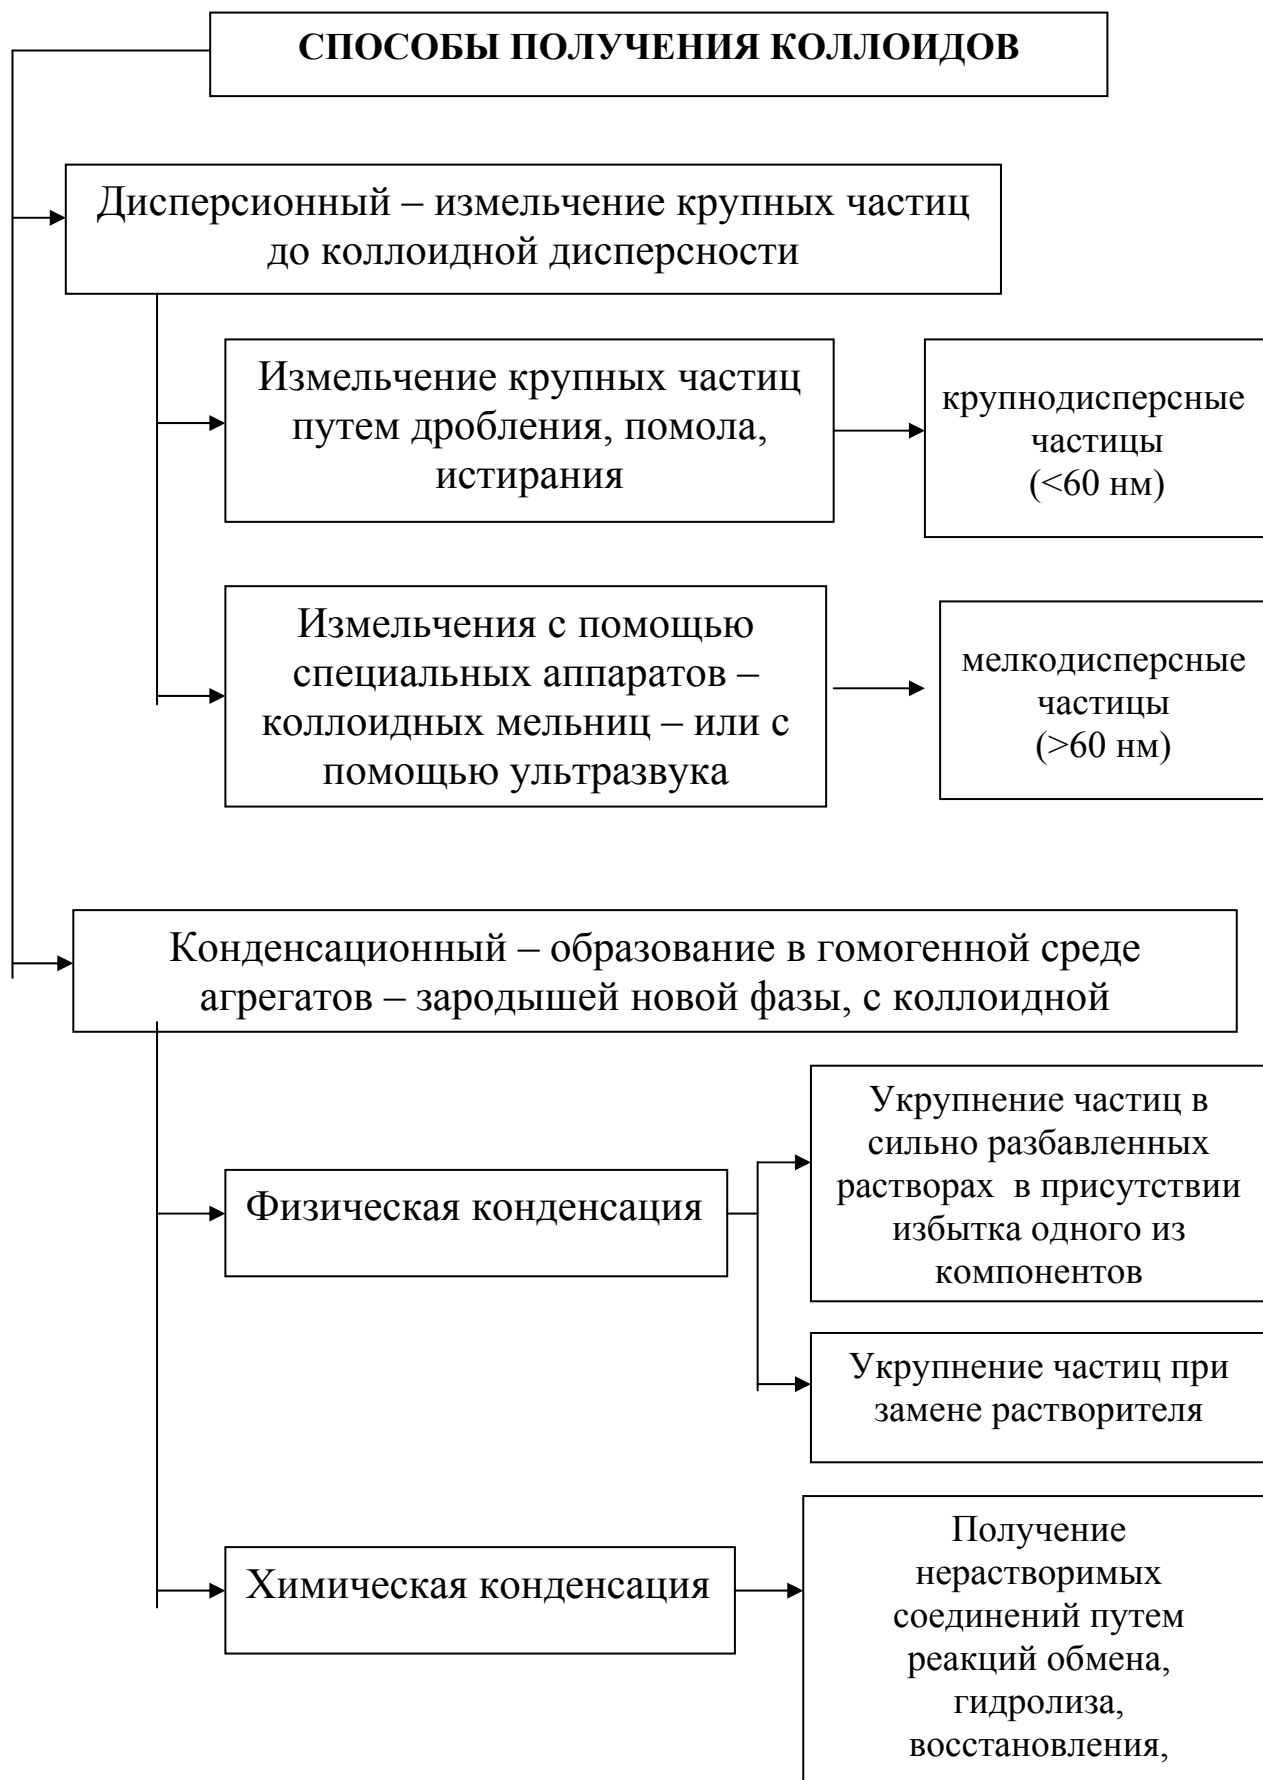 СПОСОБЫ ПОЛУЧЕНИЯ КОЛЛОИДОВ
Дисперсионный – измельчение крупных частиц
до коллоидной дисперсности
Измельчение крупных частиц
путем дробления, помола,
истирания
крупнодисперсные
частицы
(<60 нм)
Измельчения с помощью
специальных аппаратов –
коллоидных мельниц – или с
помощью ультразвука
мелкодисперсные
частицы
(>60 нм)
Конденсационный – образование в гомогенной среде
агрегатов – зародышей новой фазы, с коллоидной
Физическая конденсация
Укрупнение частиц в
сильно разбавленных
растворах в присутствии
избытка одного из
компонентов
Укрупнение частиц при
замене растворителя
Химическая конденсация
Получение
нерастворимых
соединений путем
реакций обмена,
гидролиза,
восстановления,